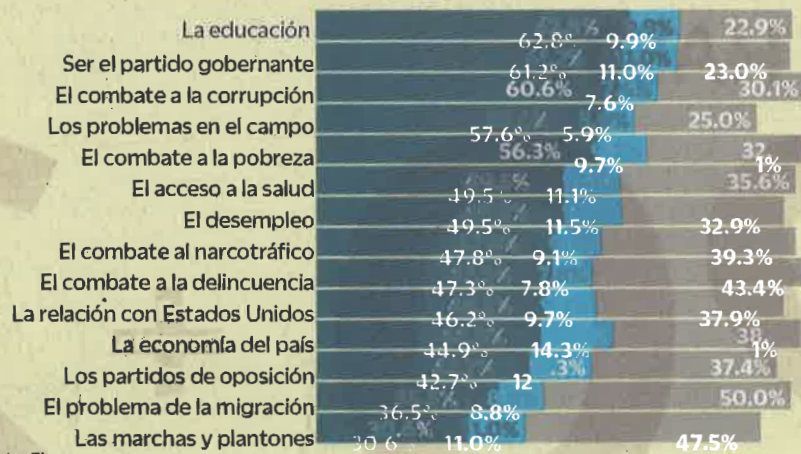 La educación 62.8% 9.9% 22.9%
Ser el partido gobernante 61.2% 11.0% 23.0%
El combate a la corrupción 60.6% 7.6% 30.1%
Los problemas en el campo 57.6% 5.9% 25.0%
El combate a la pobreza 56.3% 9.7% 32.1%
El acceso a la salud 49.5% 11.1% 35.6%
El desempleo 49.5% 11.5% 32.9%
El combate al narcotráfico 47.8% 9.1% 39.3%
El combate a la delincuencia 47.3% 7.8% 43.4%
La relación con Estados Unidos 46.2% 9.7% 37.9%
La economía del país 44.9% 14.3% 1%
Los partidos de oposición 42.7% 12.3% 37.4%
El problema de la migración 36.5% 8.8% 50.0%
Las marchas y plantones 30.6% 11.0% 47.5%